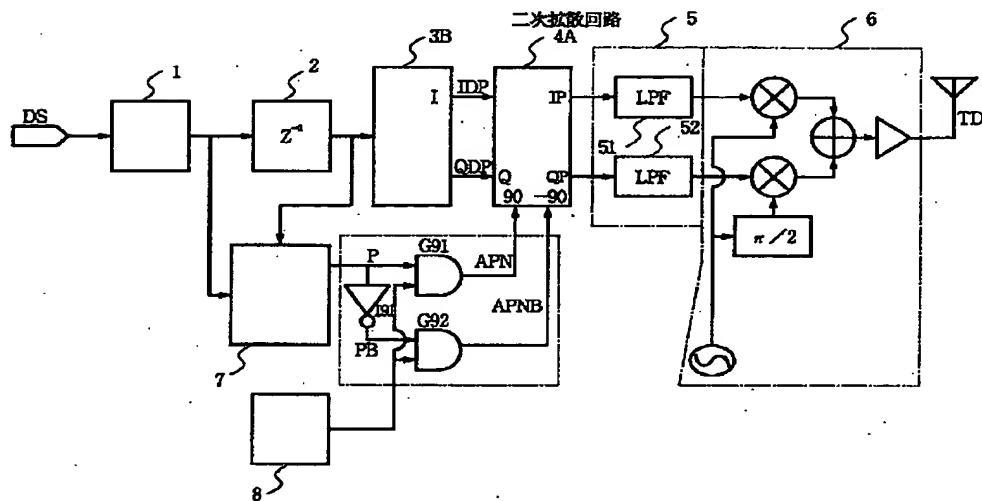 二次拡散回路
5
6
3B
4A
1
2
DS
I
IDP
IP
LPF
TD
Z⁻¹
51
52
QDP
Q
QP
LPF
90
−90
π/2
G91
P
APN
I91
APNB
G92
PB
7
8